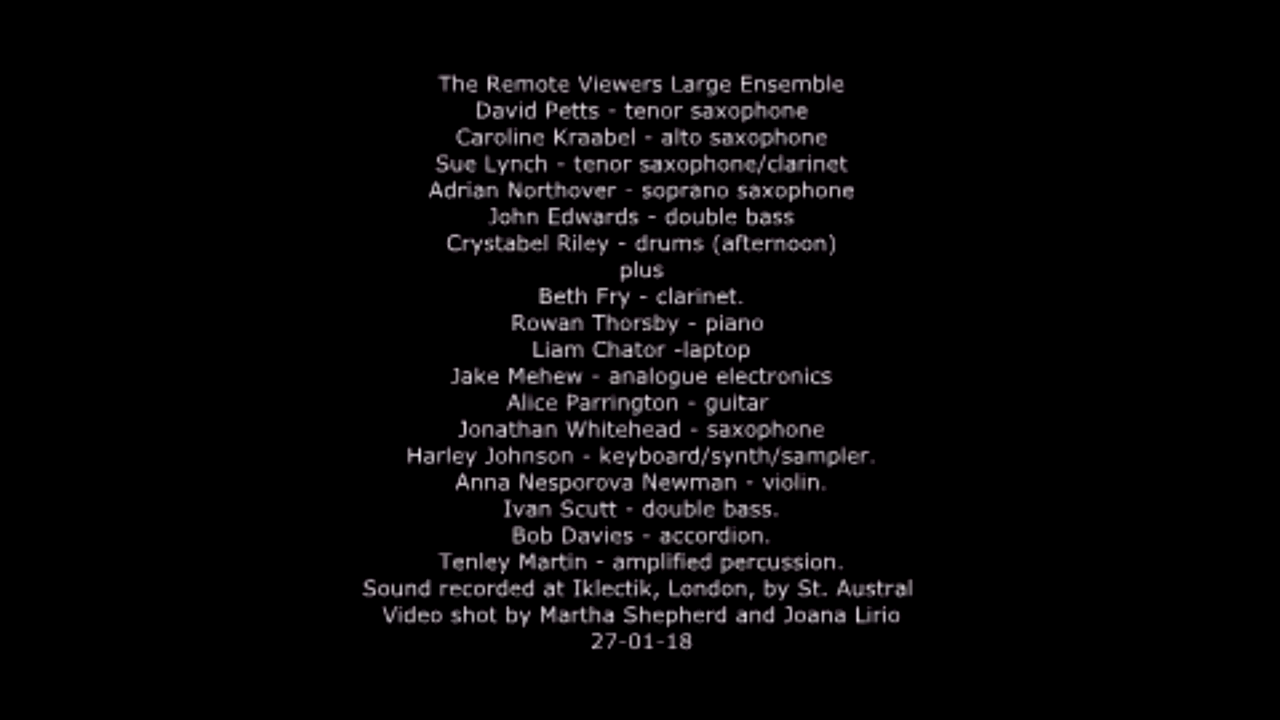 The Remote Viewers Large Ensemble
David Petts - tenor saxophone
Caroline Kraabel - alto saxophone
Sue Lynch - tenor saxophone/clarinet
Adrian Northover - soprano saxophone
John Edwards - double bass
Crystabel Riley - drums (afternoon)
plus
Beth Fry - clarinet.
Rowan Thorsby - piano
Liam Chator -laptop
Jake Mehew - analogue electronics
Alice Parrington - guitar
Jonathan Whitehead - saxophone
Harley Johnson - keyboard/synth/sampler.
Anna Nesporova Newman - violin.
Ivan Scutt - double bass.
Bob Davies - accordion.
Tenley Martin - amplified percussion.
Sound recorded at Iklectik, London, by St. Austral
Video shot by Martha Shepherd and Joana Lirio
27-01-18